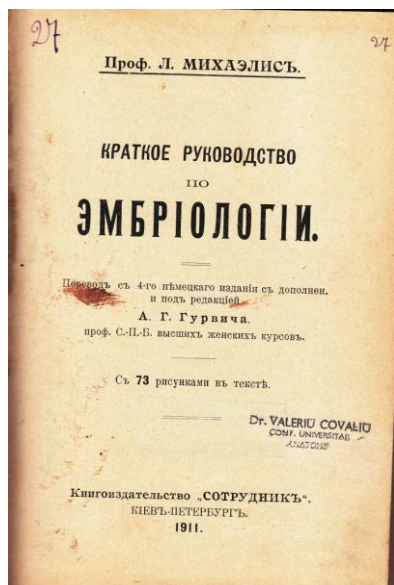 27
27
Проф. Л. МИХАЭЛИСЪ.
КРАТКОЕ РУКОВОДСТВО
ПО
ЭМБРІОЛОГІИ.
Переводъ съ 4-го нѣмецкаго изданія съ дополнен.
и подъ редакціей
А. Г. Гурвича.
проф. С.-П.-Б. высшихъ женскихъ курсовъ.
Съ 73 рисунками въ текстѣ.
Dr. VALERIU COVALIU
CONF. UNIVERSITAR
ANATOMIE
Книгоиздательство „СОТРУДНИКЪ“.
КІЕВЪ-ПЕТЕРБУРГЪ.
1911.